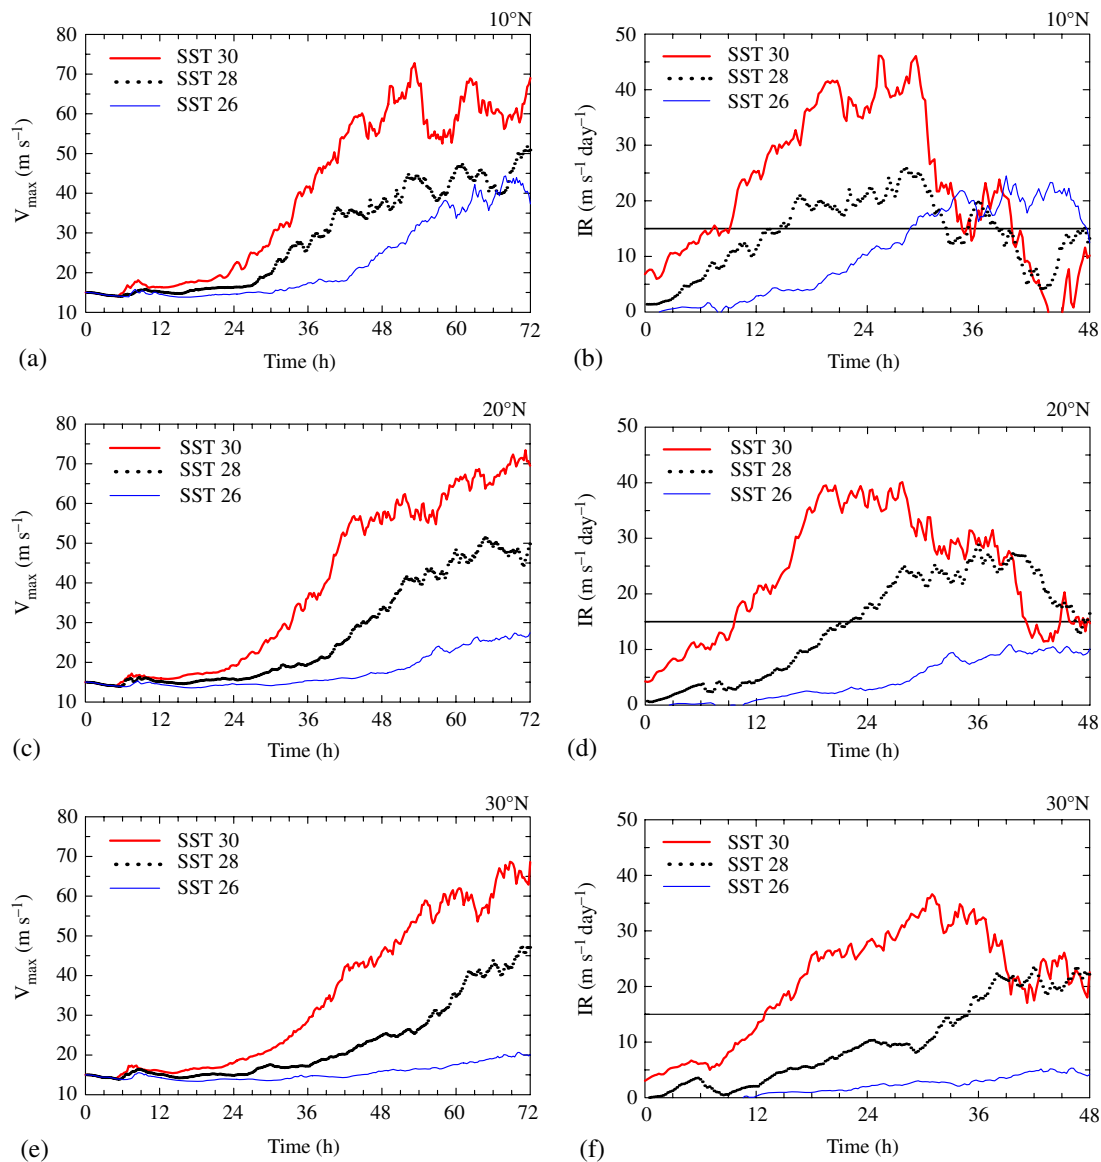 10°N
80
70
60
50
40
30
20
10
V_max (m s⁻¹)
SST 30
SST 28
SST 26
0 12 24 36 48 60 72
Time (h)
(a)
10°N
50
40
30
20
10
0
IR (m s⁻¹ day⁻¹)
SST 30
SST 28
SST 26
0 12 24 36 48
Time (h)
(b)
20°N
80
70
60
50
40
30
20
10
V_max (m s⁻¹)
SST 30
SST 28
SST 26
0 12 24 36 48 60 72
Time (h)
(c)
20°N
50
40
30
20
10
0
IR (m s⁻¹ day⁻¹)
SST 30
SST 28
SST 26
0 12 24 36 48
Time (h)
(d)
30°N
80
70
60
50
40
30
20
10
V_max (m s⁻¹)
SST 30
SST 28
SST 26
0 12 24 36 48 60 72
Time (h)
(e)
30°N
50
40
30
20
10
0
IR (m s⁻¹ day⁻¹)
SST 30
SST 28
SST 26
0 12 24 36 48
Time (h)
(f)